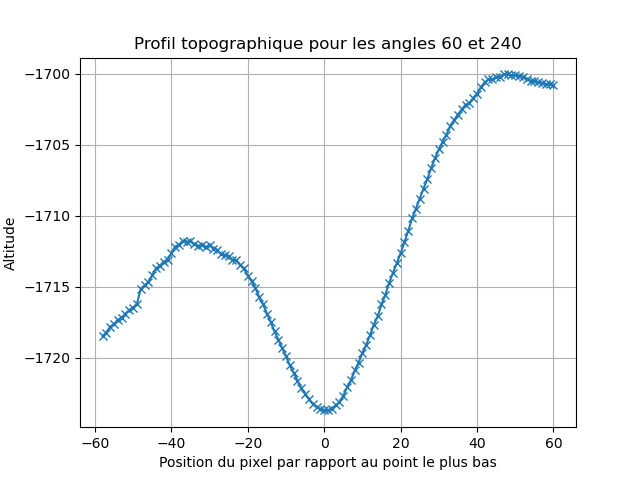 Profil topographique pour les angles 60 et 240
−1700
−1705
−1710
−1715
−1720
Altitude
−60 −40 −20 0 20 40 60
Position du pixel par rapport au point le plus bas